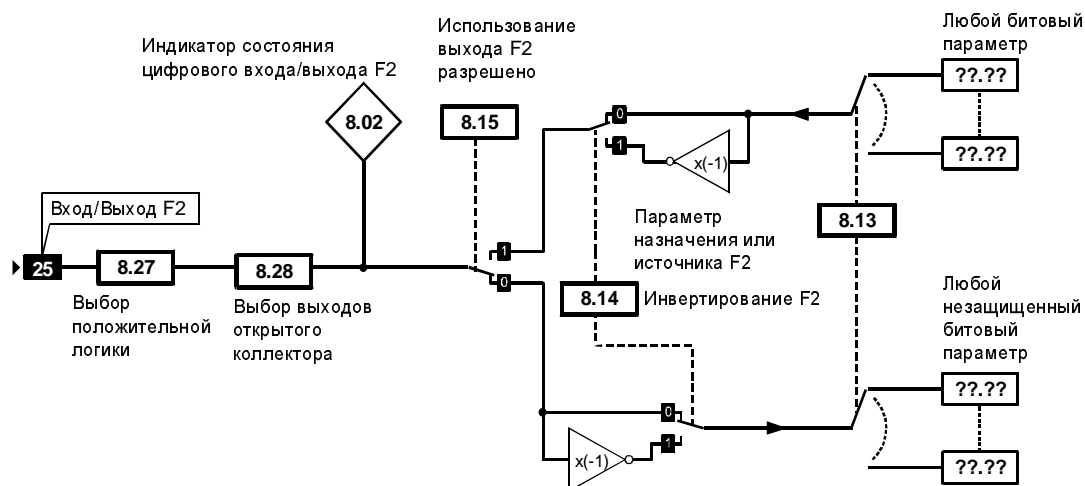 Индикатор состояния
цифрового входа/выхода F2
8.02
Использование
выхода F2
разрешено
8.15
Любой битовый
параметр
??.??
??.??
0
1
x(-1)
Вход/Выход F2
25
8.27
Выбор
положительной
логики
8.28
Выбор выходов
открытого
коллектора
1
0
Параметр
назначения или
источника F2
8.13
8.14
Инвертирование F2
Любой
незащищенный
битовый
параметр
??.??
??.??
0
1
x(-1)